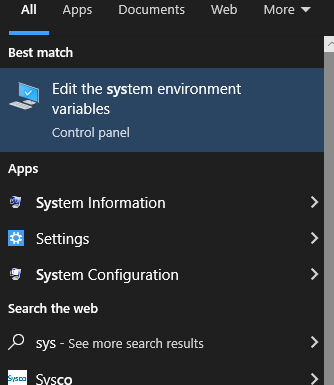 All Apps Documents Web More
Best match
Edit the system environment
variables
Control panel
Apps
System Information
Settings
System Configuration
Search the web
sys - See more search results
Sysco Sysco